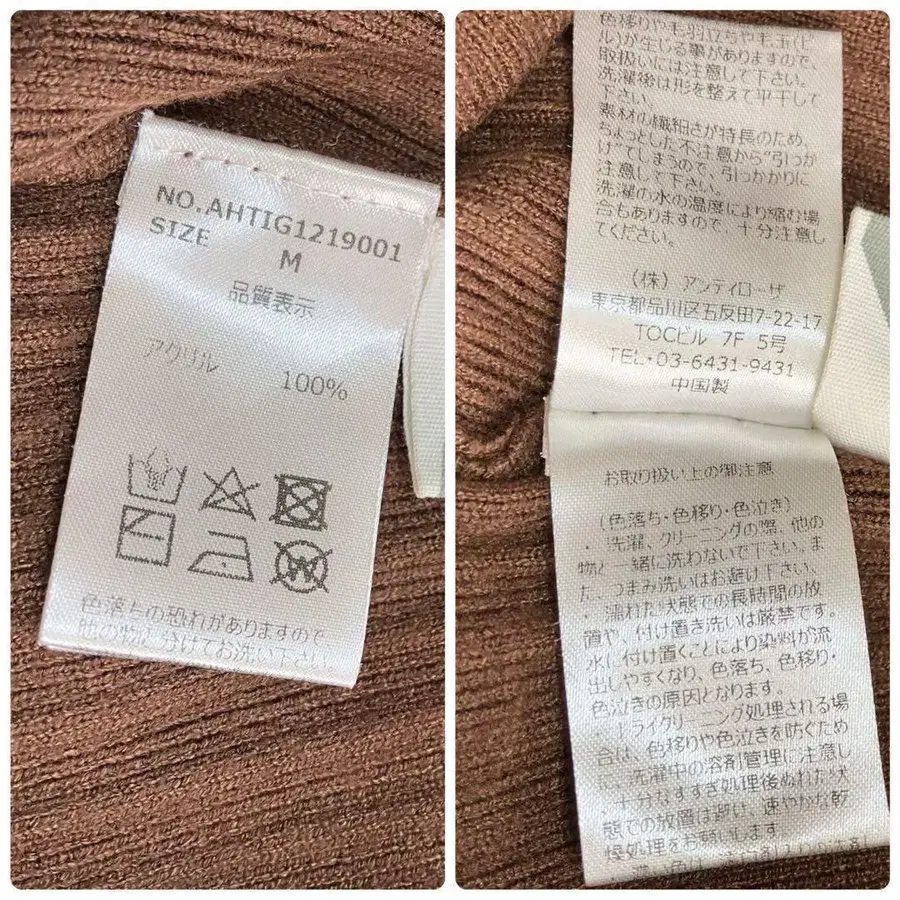 NO.AHTIG1219001
SIZE
M
品質表示
アクリル 100%
色落ちの恐れがありますので
他の物と分けてお洗い下さい
色移りや毛羽立ちや毛玉(ピ
ル)が生じる事がありますので、
取扱いには注意して下さい。
洗濯後は形を整えて平干して
下さい。
素材の繊細さが特長のため、
ちょっとした不注意から"引っか
け"てしまうので、引っかかりに
注意して下さい。
洗濯の水の温度により縮む場
合もありますので、十分注意し
てください。
(株) アンティローザ
東京都品川区五反田7-22-17
TOCビル 7F 5号
TEL・03-6431-9431
中国製
お取り扱い上の御注意
(色落ち・色移り・色泣き)
・洗濯、クリーニングの際、他の
物と一緒に洗わないで下さい。ま
た、つまみ洗いはお避け下さい。
・濡れた状態での長時間の放
置や、付け置き洗いは厳禁です。
水に付け置くことにより染料が流
出しやすくなり、色落ち、色移り・
色泣きの原因となります。
ドライクリーニング処理される場
合は、色移りや色泣きを防ぐため
に、洗濯中の溶剤管理に注意し、
十分なすすぎ処理後ぬれた状
態での放置は避け、速やかな乾
燥処理をお願いします。